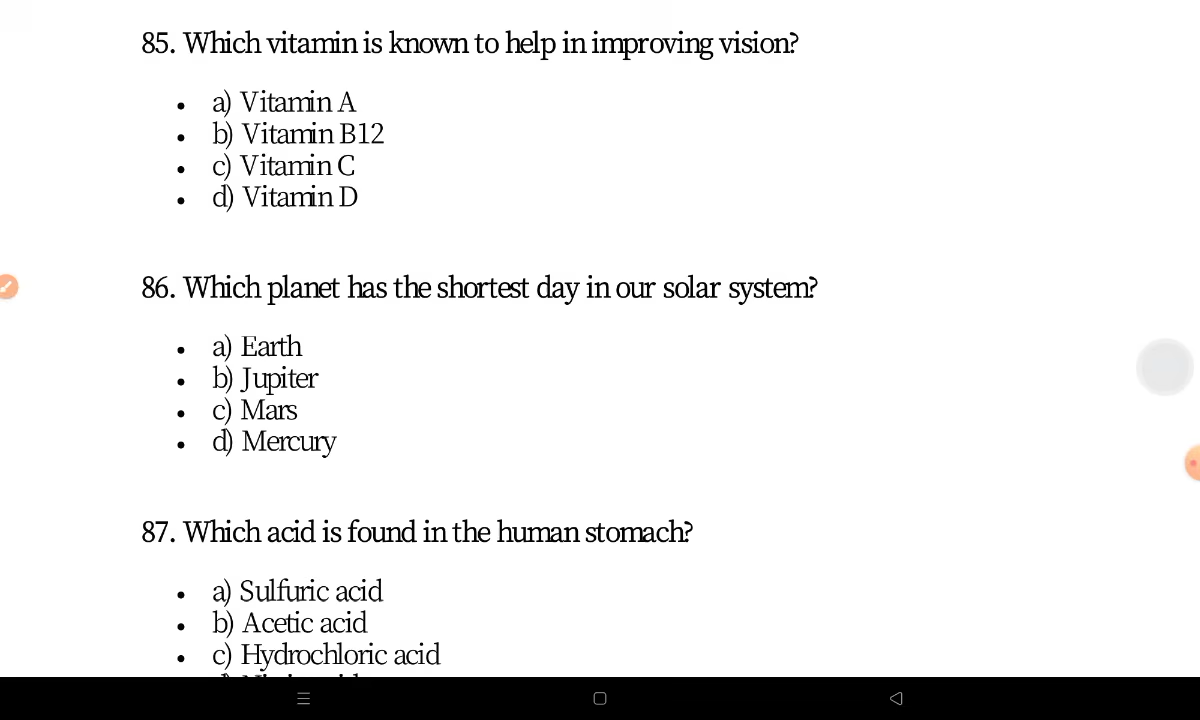 85. Which vitamin is known to help in improving vision?
• a) Vitamin A
• b) Vitamin B12
• c) Vitamin C
• d) Vitamin D
86. Which planet has the shortest day in our solar system?
• a) Earth
• b) Jupiter
• c) Mars
• d) Mercury
87. Which acid is found in the human stomach?
• a) Sulfuric acid
• b) Acetic acid
• c) Hydrochloric acid